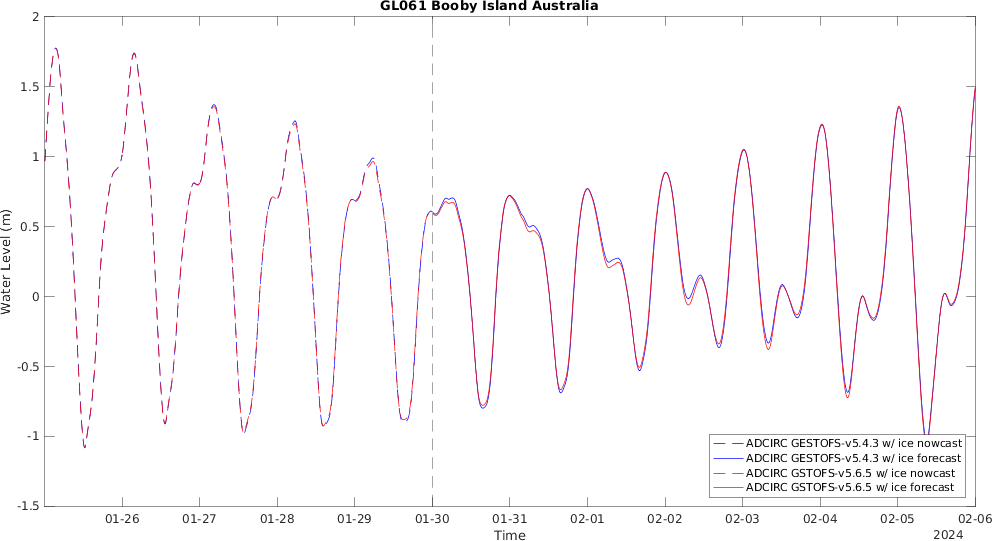 GL061 Booby Island Australia
Water Level (m)
2
1.5
1
0.5
0
-0.5
-1
-1.5
ADCIRC GESTOFS-v5.4.3 w/ ice nowcast
ADCIRC GESTOFS-v5.4.3 w/ ice forecast
ADCIRC GSTOFS-v5.6.5 w/ ice nowcast
ADCIRC GSTOFS-v5.6.5 w/ ice forecast
01-26 01-27 01-28 01-29 01-30 01-31 02-01 02-02 02-03 02-04 02-05 02-06
Time
2024